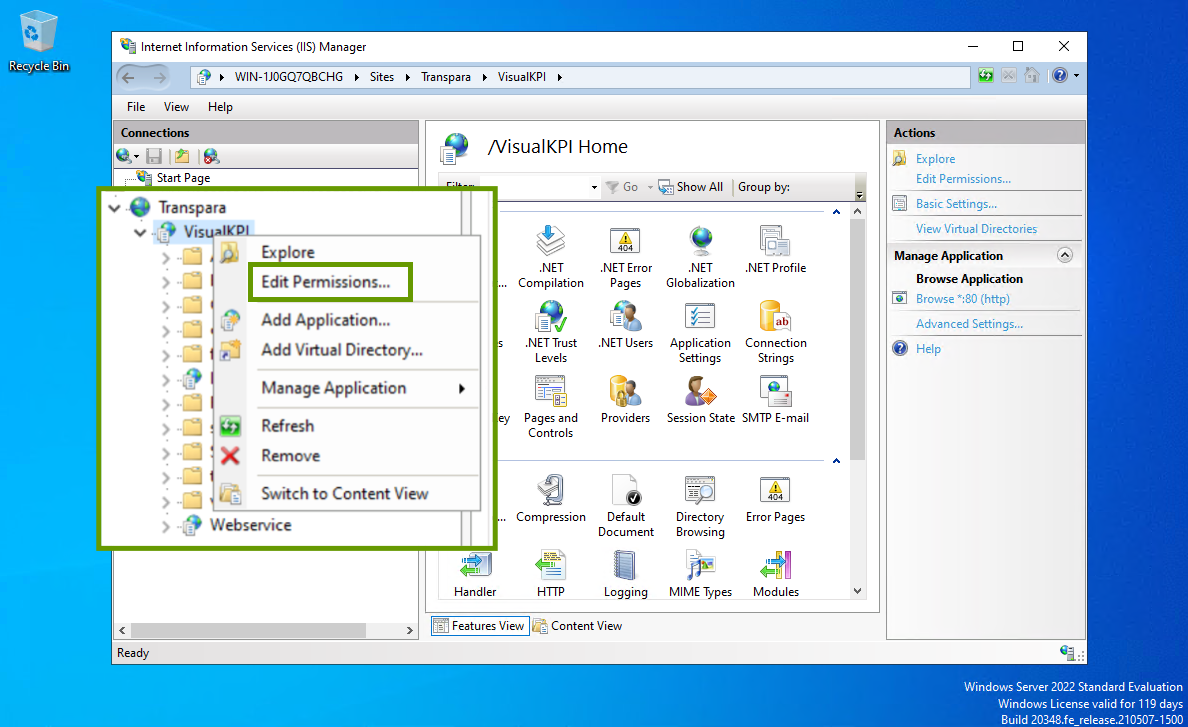 Recycle Bin
Internet Information Services (IIS) Manager
WIN-1J0GQ7QBCHG
Sites
Transpara
VisualKPI
File
View
Help
Connections
Start Page
Transpara
VisualKPI
Explore
Edit Permissions...
Add Application...
Add Virtual Directory...
Manage Application
Refresh
Remove
Switch to Content View
Webservice
/VisualKPI Home
Filter:
Go
Show All
Group by:
.NET
Compilation
.NET Error
Pages
.NET
Globalization
.NET Profile
.NET Trust
Levels
.NET Users
Application
Settings
Connection
Strings
Pages and
Controls
Providers
Session State
SMTP E-mail
Compression
Default
Document
Directory
Browsing
Error Pages
Handler
HTTP
Logging
MIME Types
Modules
Features View
Content View
Actions
Explore
Edit Permissions...
Basic Settings...
View Virtual Directories
Manage Application
Browse Application
Browse *:80 (http)
Advanced Settings...
Help
Ready
Windows Server 2022 Standard Evaluation
Windows License valid for 119 days
Build 20348.fe_release.210507-1500